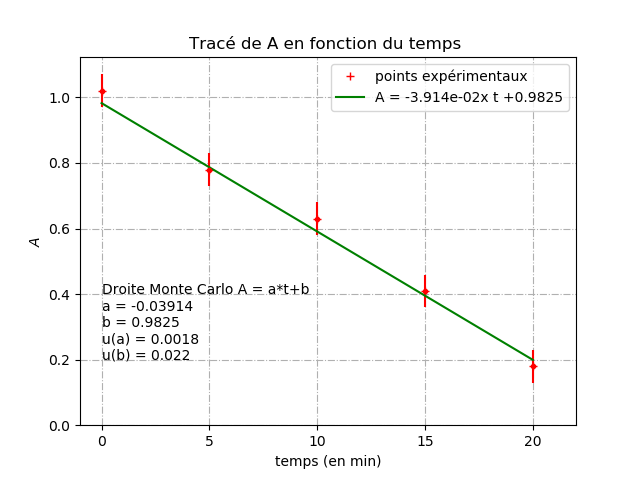 Tracé de A en fonction du temps
points expérimentaux
A = -3.914e-02x t +0.9825
1.0
0.8
0.6
0.4
0.2
0.0
A
Droite Monte Carlo A = a*t+b
a = -0.03914
b = 0.9825
u(a) = 0.0018
u(b) = 0.022
0 5 10 15 20
temps (en min)